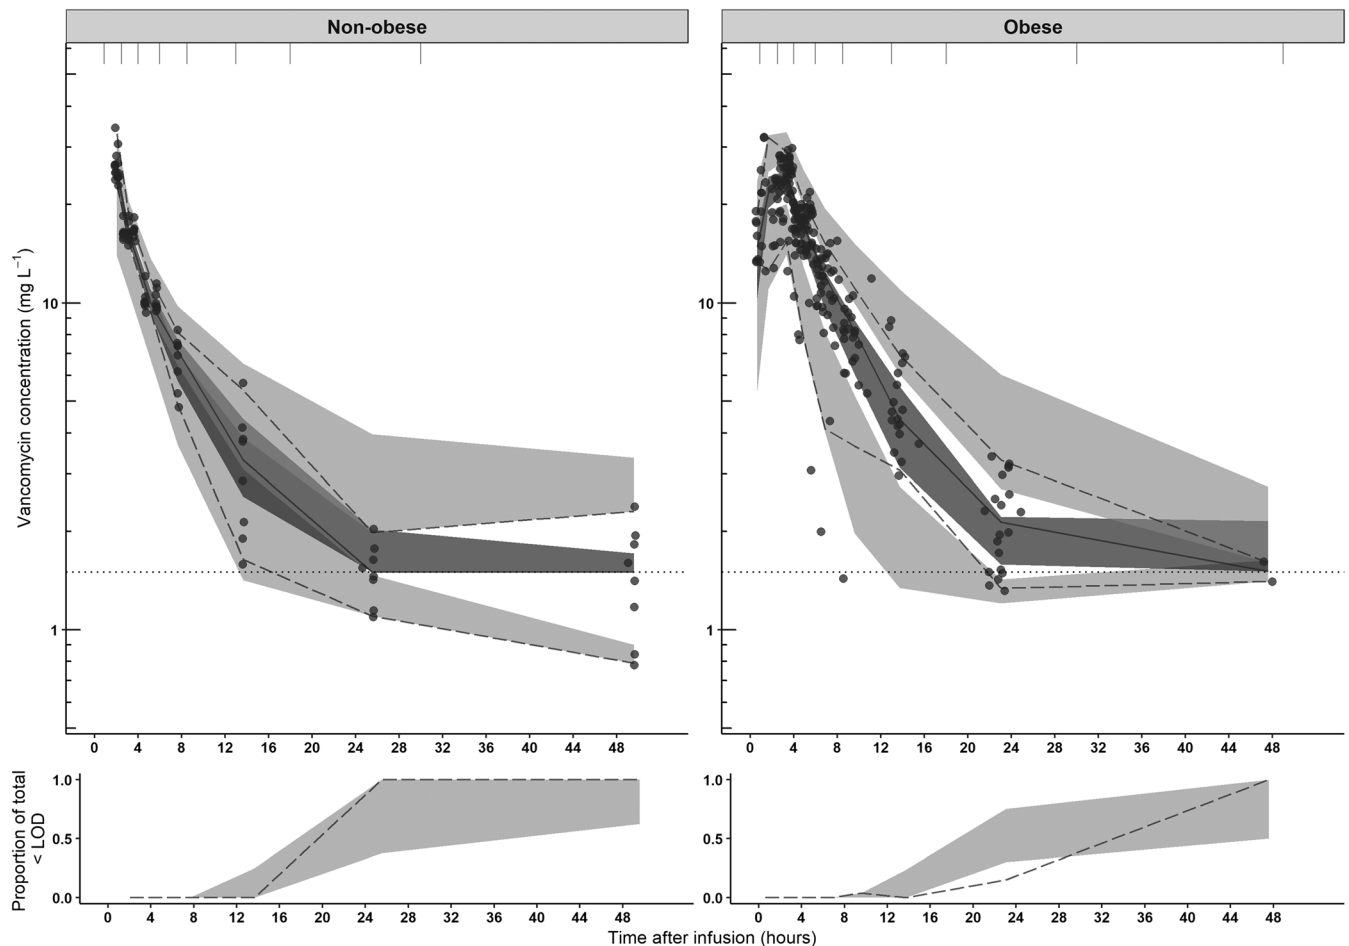 Non-obese Obese
Vancomycin concentration (mg L⁻¹)
10 10
1 1
0 4 8 12 16 20 24 28 32 36 40 44 48 0 4 8 12 16 20 24 28 32 36 40 44 48
Proportion of total
< LOD
1.0 1.0
0.5 0.5
0.0 0.0
0 4 8 12 16 20 24 28 32 36 40 44 48 0 4 8 12 16 20 24 28 32 36 40 44 48
Time after infusion (hours)